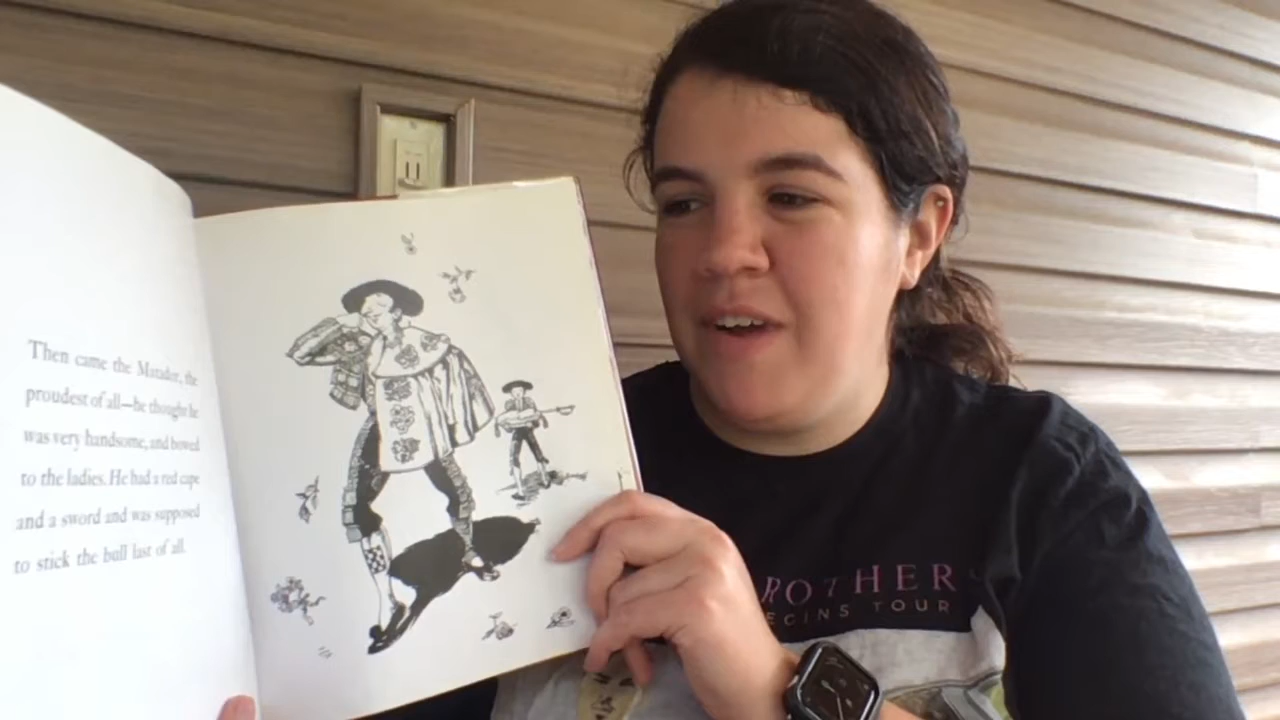 Then came the Matador, the
proudest of all—he thought he
was very handsome, and bowed
to the ladies. He had a red cape
and a sword and was supposed
to stick the bull last of all.
ROTHER
EGINS TOUR